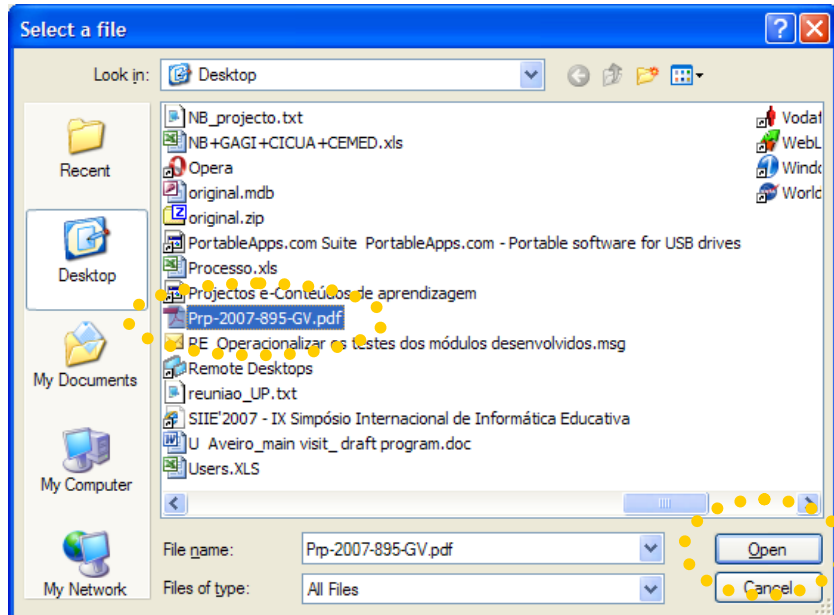 Select a file
Look in:
Desktop
Recent
Desktop
My Documents
My Computer
My Network
NB_projecto.txt
NB+GAGI+CICUA+CEMED.xls
Opera
original.mdb
original.zip
PortableApps.com Suite PortableApps.com - Portable software for USB drives
Processo.xls
Projectos e-Conteúdos de aprendizagem
Prp-2007-895-GV.pdf
RE Operacionalizar os testes dos módulos desenvolvidos.msg
Remote Desktops
reuniao_UP.txt
SIIE'2007 - IX Simpósio Internacional de Informática Educativa
U Aveiro_main visit_ draft program.doc
Users.XLS
Vodaf
WebL
Windo
World
File name:
Prp-2007-895-GV.pdf
Open
Files of type:
All Files
Cancel